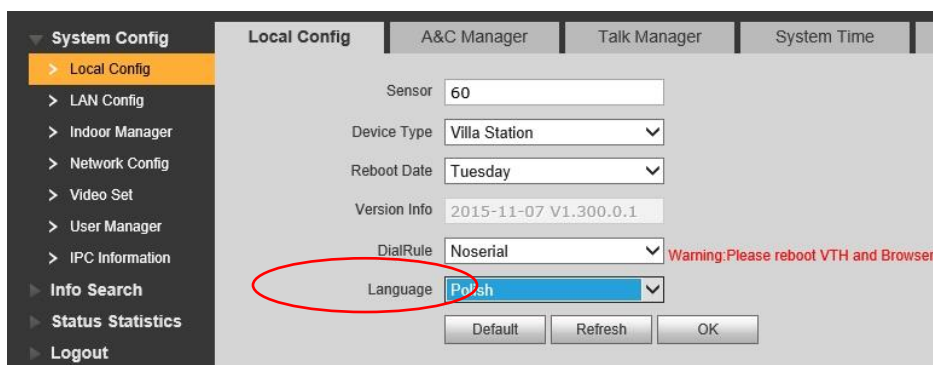 System Config
Local Config
LAN Config
Indoor Manager
Network Config
Video Set
User Manager
IPC Information
Info Search
Status Statistics
Logout
Local Config A&C Manager Talk Manager System Time
Sensor 60
Device Type Villa Station
Reboot Date Tuesday
Version Info 2015-11-07 V1.300.0.1
DialRule Noserial Warning:Please reboot VTH and Browser
Language Polish
Default Refresh OK